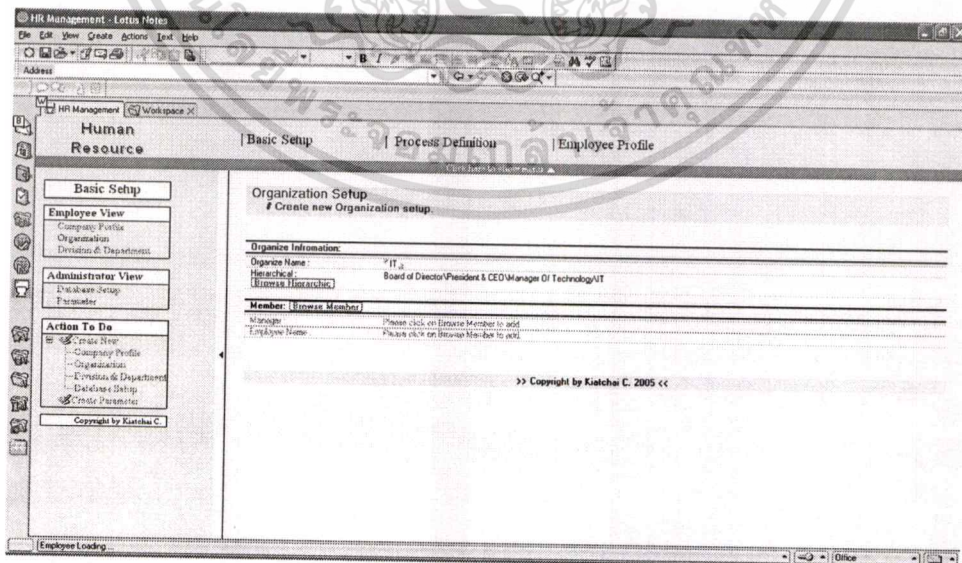 HR Management - Lotus Notes
File Edit View Create Actions Text Help
Address
HR Management Workspace
Human
Resource
Basic Setup | Process Definition | Employee Profile
Basic Setup
Employee View
Company Profile
Organization
Division & Department
Administrator View
Database Setup
Parameter
Action To Do
Create New
Company Profile
Organization
Division & Department
Database Setup
Create Parameter
Copyright by Kiatchai C.
Organization Setup
# Create new Organization setup.
Organize Infromation:
Organize Name : IT
Hierarchical : Board of Director\President & CEO\Manager Of Technology\IT
Browse Hierarchic
Member: Browse Member
Manager Please click on Browse Member to add.
Employee Name Please click on Browse Member to add.
>> Copyright by Kiatchai C. 2005 <<
Employee Loading...
Office